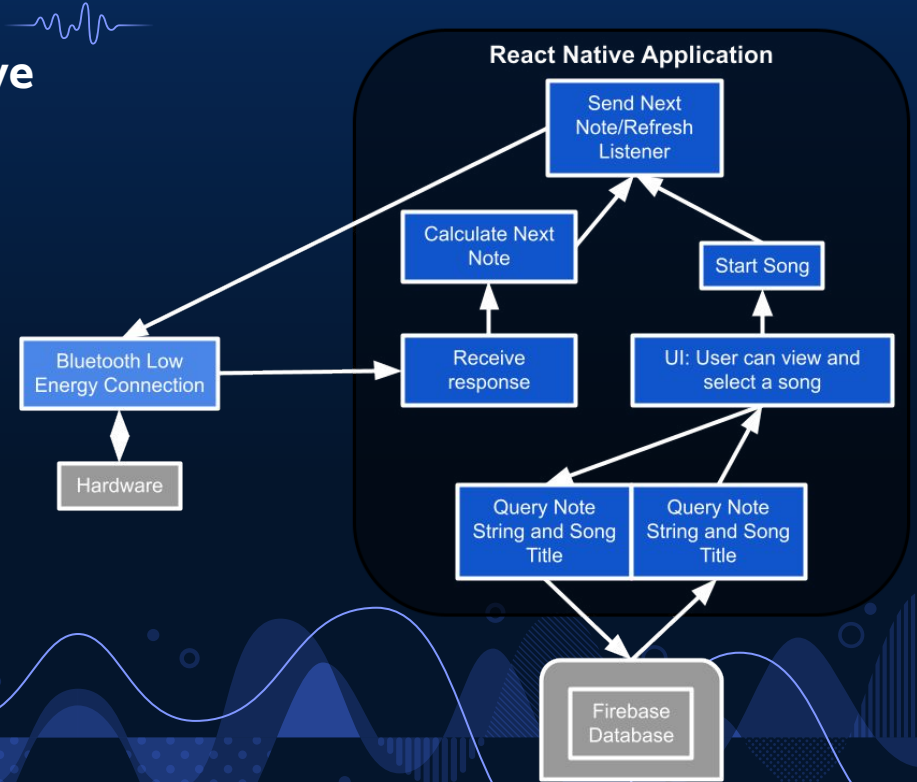 ve
React Native Application
Send Next
Note/Refresh
Listener
Calculate Next
Note
Start Song
Bluetooth Low
Energy Connection
Receive
response
UI: User can view and
select a song
Hardware
Query Note
String and Song
Title
Query Note
String and Song
Title
Firebase
Database